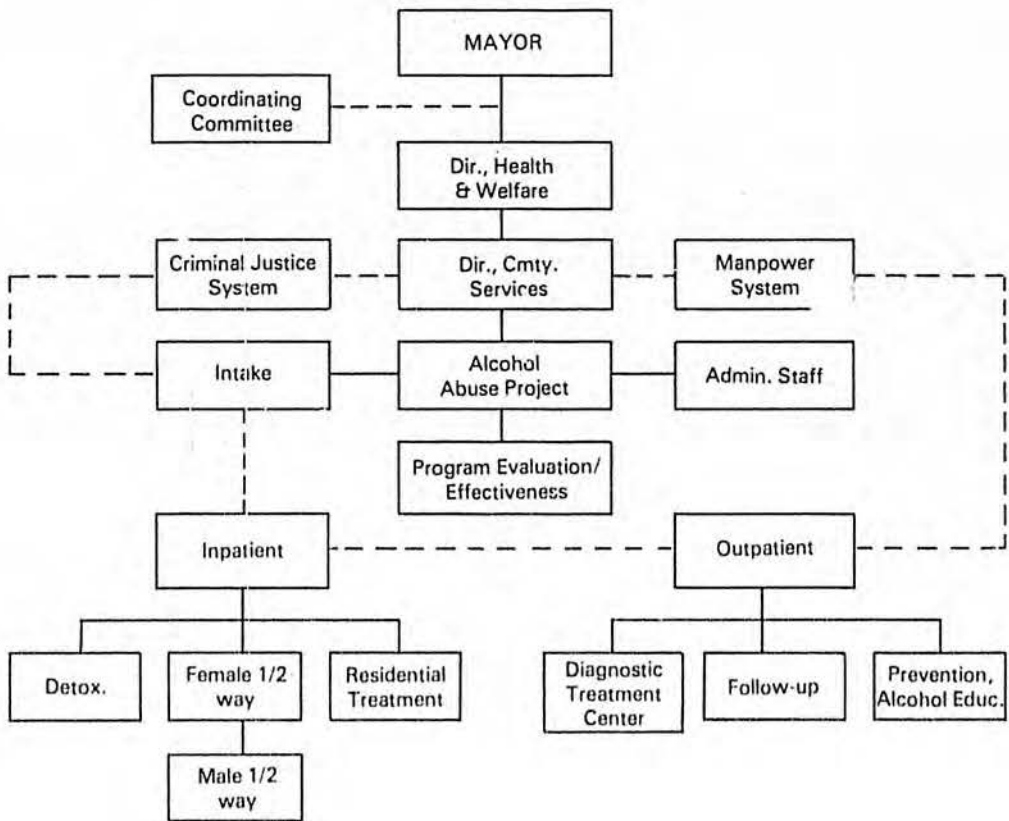 MAYOR
Coordinating
Committee
Dir., Health
& Welfare
Criminal Justice
System
Dir., Cmty.
Services
Manpower
System
Intake
Alcohol
Abuse Project
Admin. Staff
Program Evaluation/
Effectiveness
Inpatient
Outpatient
Detox.
Female 1/2
way
Residential
Treatment
Diagnostic
Treatment
Center
Follow-up
Prevention,
Alcohol Educ.
Male 1/2
way